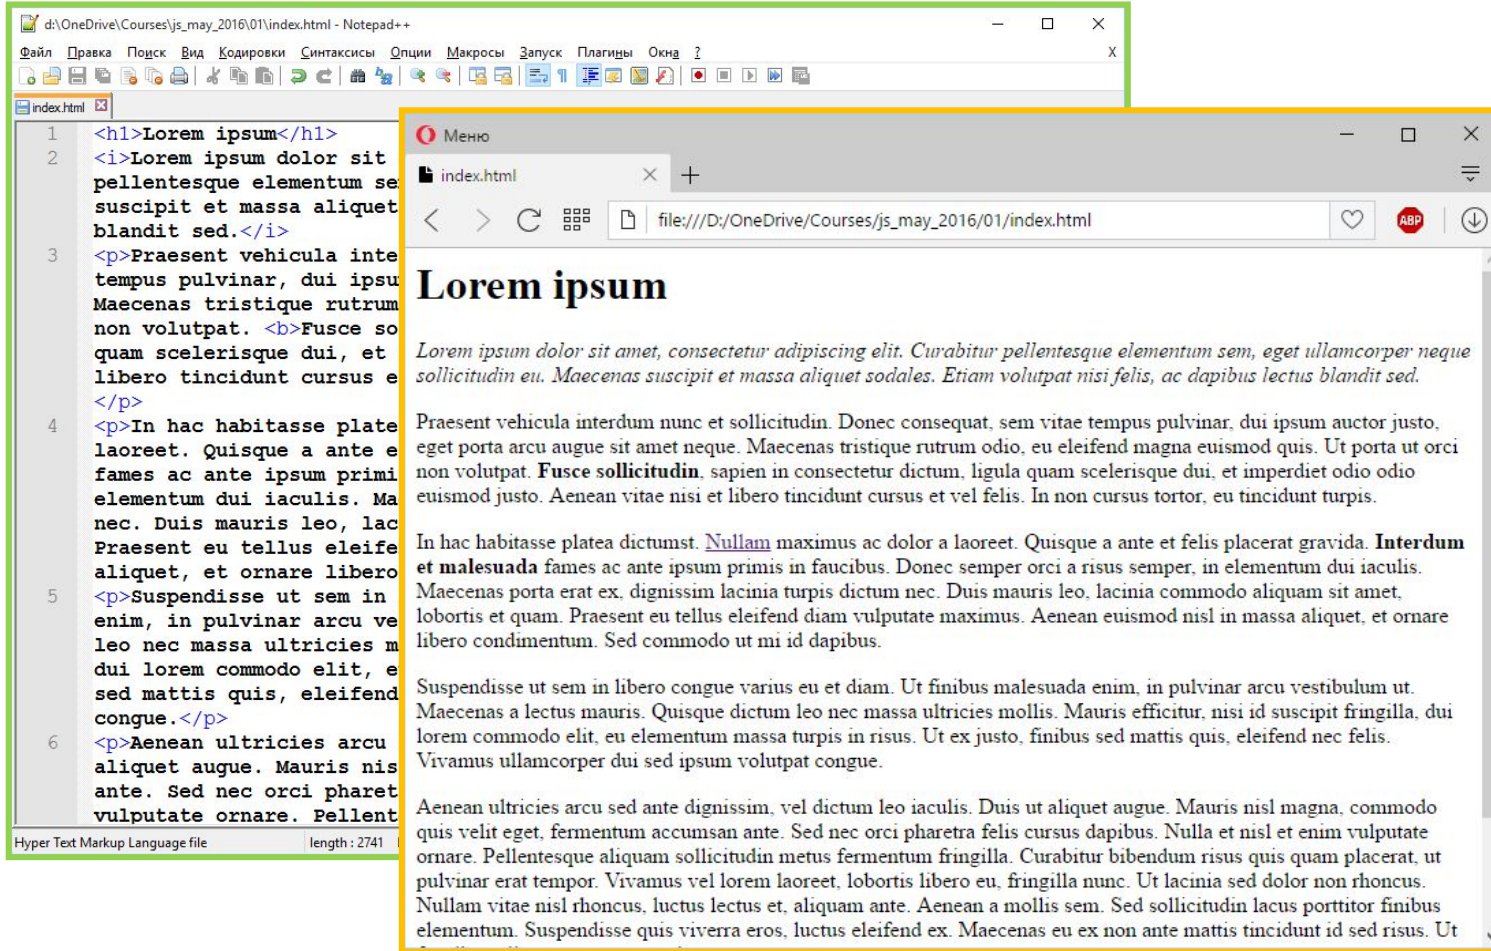 d:\OneDrive\Courses\js_may_2016\01\index.html - Notepad++
Файл Правка Поиск Вид Кодировки Синтаксисы Опции Макросы Запуск Плагины Окна ? X
index.html
1 <h1>Lorem ipsum</h1>
2 <i>Lorem ipsum dolor sit
pellentesque elementum se
suscipit et massa aliquet
blandit sed.</i>
3 <p>Praesent vehicula inte
tempus pulvinar, dui ipsu
Maecenas tristique rutrum
non volutpat. <b>Fusce so
quam scelerisque dui, et
libero tincidunt cursus e
</p>
4 <p>In hac habitasse plate
laoreet. Quisque a ante e
fames ac ante ipsum primi
elementum dui iaculis. Ma
nec. Duis mauris leo, lac
Praesent eu tellus eleife
aliquet, et ornare libero
5 <p>Suspendisse ut sem in
enim, in pulvinar arcu ve
leo nec massa ultricies m
dui lorem commodo elit, e
sed mattis quis, eleifend
congue.</p>
6 <p>Aenean ultricies arcu
aliquet augue. Mauris nis
ante. Sed nec orci pharet
vulputate ornare. Pellent
Hyper Text Markup Language file length : 2741
Меню
index.html
file:///D:/OneDrive/Courses/js_may_2016/01/index.html
ABP
Lorem ipsum
Lorem ipsum dolor sit amet, consectetur adipiscing elit. Curabitur pellentesque elementum sem, eget ullamcorper neque
sollicitudin eu. Maecenas suscipit et massa aliquet sodales. Etiam volutpat nisi felis, ac dapibus lectus blandit sed.
Praesent vehicula interdum nunc et sollicitudin. Donec consequat, sem vitae tempus pulvinar, dui ipsum auctor justo,
eget porta arcu augue sit amet neque. Maecenas tristique rutrum odio, eu eleifend magna euismod quis. Ut porta ut orci
non volutpat. Fusce sollicitudin, sapien in consectetur dictum, ligula quam scelerisque dui, et imperdiet odio odio
euismod justo. Aenean vitae nisi et libero tincidunt cursus et vel felis. In non cursus tortor, eu tincidunt turpis.
In hac habitasse platea dictumst. Nullam maximus ac dolor a laoreet. Quisque a ante et felis placerat gravida. Interdum
et malesuada fames ac ante ipsum primis in faucibus. Donec semper orci a risus semper, in elementum dui iaculis.
Maecenas porta erat ex, dignissim lacinia turpis dictum nec. Duis mauris leo, lacinia commodo aliquam sit amet,
lobortis et quam. Praesent eu tellus eleifend diam vulputate maximus. Aenean euismod nisl in massa aliquet, et ornare
libero condimentum. Sed commodo ut mi id dapibus.
Suspendisse ut sem in libero congue varius eu et diam. Ut finibus malesuada enim, in pulvinar arcu vestibulum ut.
Maecenas a lectus mauris. Quisque dictum leo nec massa ultricies mollis. Mauris efficitur, nisi id suscipit fringilla, dui
lorem commodo elit, eu elementum massa turpis in risus. Ut ex justo, finibus sed mattis quis, eleifend nec felis.
Vivamus ullamcorper dui sed ipsum volutpat congue.
Aenean ultricies arcu sed ante dignissim, vel dictum leo iaculis. Duis ut aliquet augue. Mauris nisl magna, commodo
quis velit eget, fermentum accumsan ante. Sed nec orci pharetra felis cursus dapibus. Nulla et nisl et enim vulputate
ornare. Pellentesque aliquam sollicitudin metus fermentum fringilla. Curabitur bibendum risus quis quam placerat, ut
pulvinar erat tempor. Vivamus vel lorem laoreet, lobortis libero eu, fringilla nunc. Ut lacinia sed dolor non rhoncus.
Nullam vitae nisl rhoncus, luctus lectus et, aliquam ante. Aenean a mollis sem. Sed sollicitudin lacus porttitor finibus
elementum. Suspendisse quis viverra eros, luctus eleifend ex. Maecenas eu ex non ante mattis tincidunt id sed risus. Ut